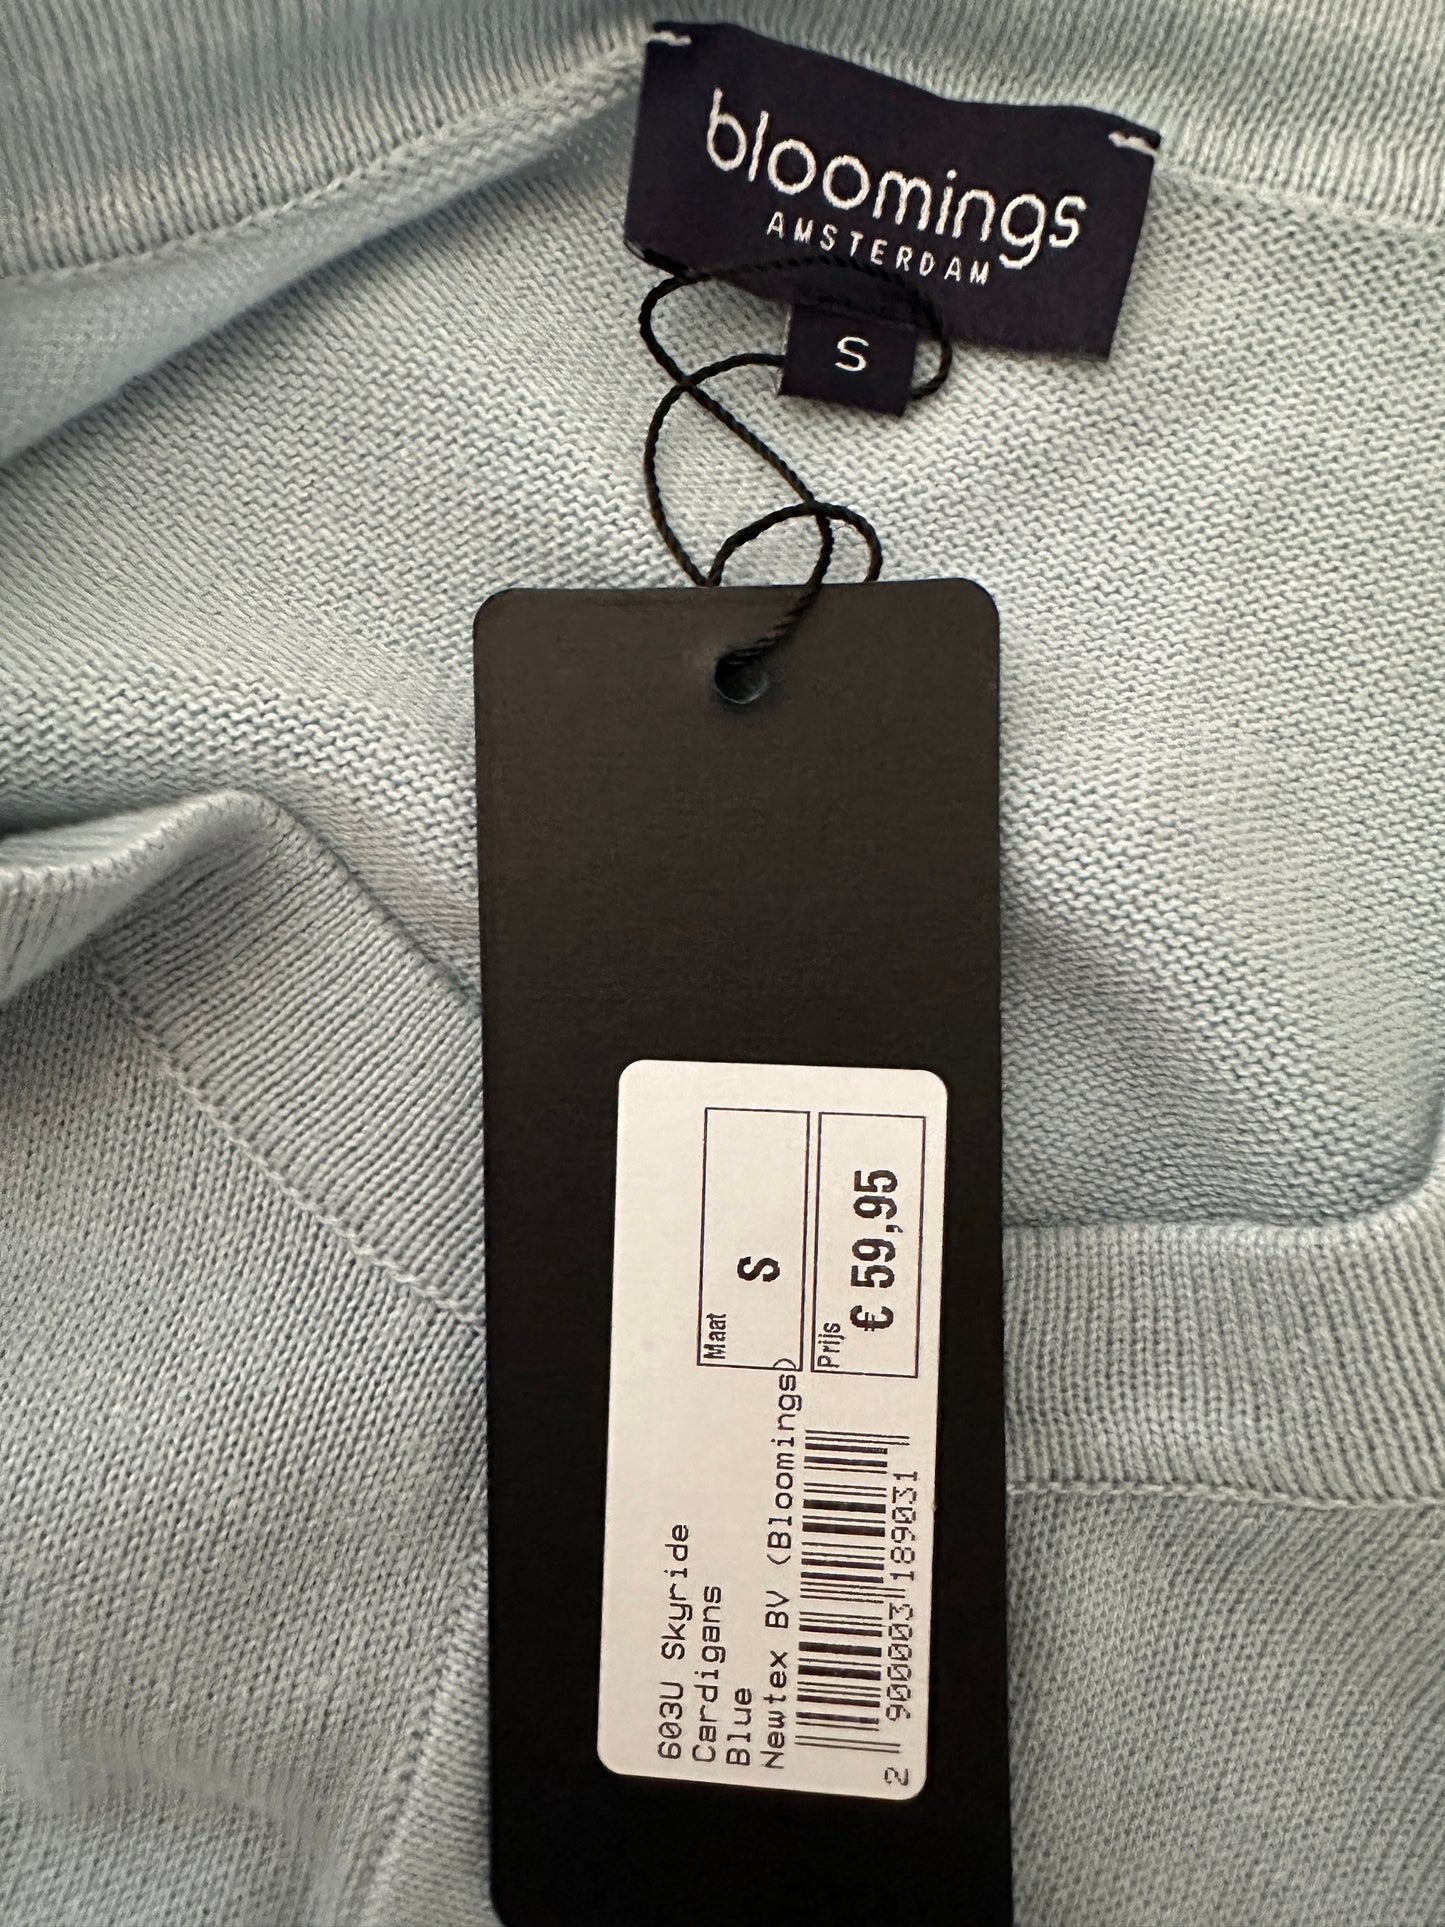 bloomings
AMSTERDAM
S
603U Skyride
Cardigans
Blue
Newtex BV (Bloomings)
Maat
S
Prijs
€ 59,95
2 900003 189031